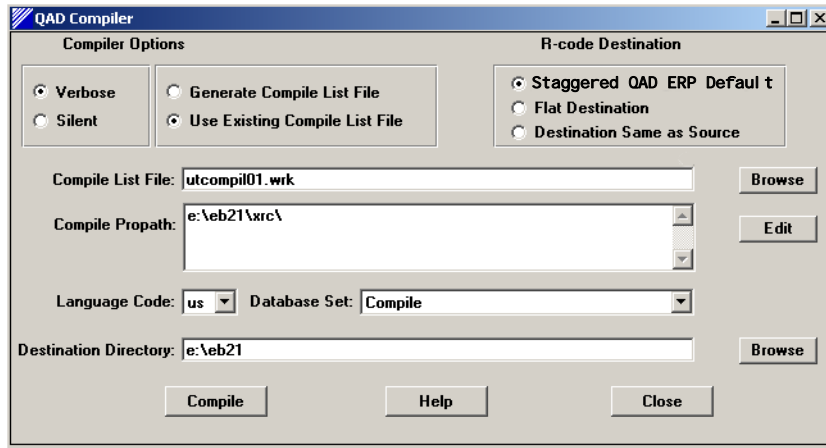 QAD Compiler
Compiler Options
R-code Destination
Verbose
Silent
Generate Compile List File
Use Existing Compile List File
Staggered QAD ERP Default
Flat Destination
Destination Same as Source
Compile List File: utcompil01.wrk Browse
Compile Propath: e:\eb21\xrc\ Edit
Language Code: us Database Set: Compile
Destination Directory: e:\eb21 Browse
Compile Help Close